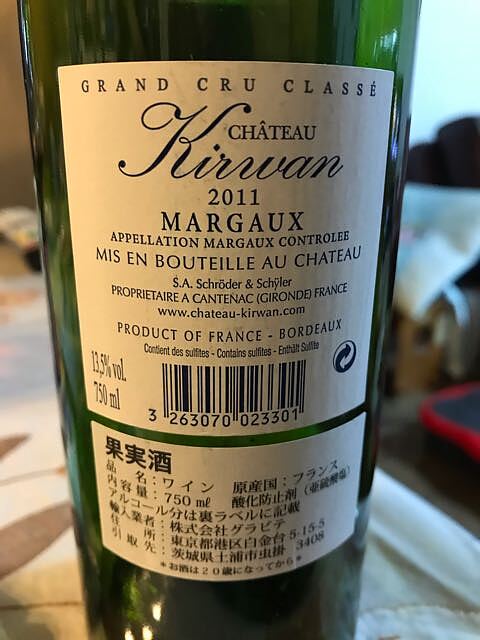 GRAND CRU CLASSÉ
CHÂTEAU
Kirwan
2011
MARGAUX
APPELLATION MARGAUX CONTROLEE
MIS EN BOUTEILLE AU CHATEAU
S.A. Schröder & Schÿler
PROPRIETAIRE A CANTENAC (GIRONDE) FRANCE
www.chateau-kirwan.com
PRODUCT OF FRANCE - BORDEAUX
Contient des sulfites - Contains sulfites - Enthält Sulfite
13,5% vol.
750 ml
3 263070 023301
果実酒
品名：ワイン 原産国：フランス
内容量：750㎖ 酸化防止剤（亜硫酸塩）
アルコール分は裏ラベルに記載
輸入業者：株式会社グラピテ
住所：東京都港区白金台5-15-5
引取先：茨城県土浦市虫掛 3408
*お酒は20歳になってから*